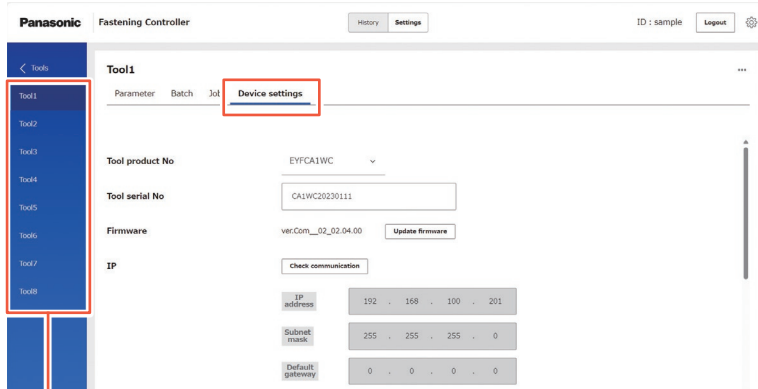 Panasonic Fastening Controller History Settings ID : sample Logout
Tools
Tool1
Tool2
Tool3
Tool4
Tool5
Tool6
Tool7
Tool8
Tool1
Parameter Batch Job Device settings
Tool product No EYFCA1WC
Tool serial No CA1WC20230111
Firmware ver.Com__02_02.04.00 Update firmware
IP Check communication
IP address 192 . 168 . 100 . 201
Subnet mask 255 . 255 . 255 . 0
Default gateway 0 . 0 . 0 . 0